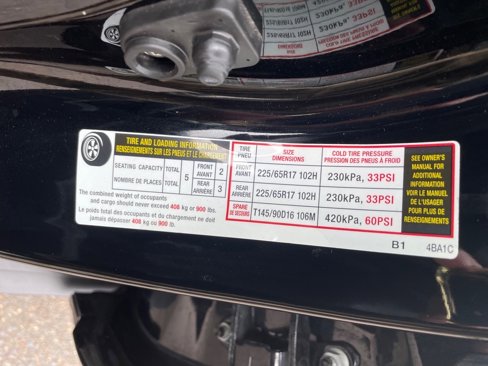 TIRE AND LOADING INFORMATION
RENSEIGNEMENTS SUR LES PNEUS ET LE CHARGEMENT
SEATING CAPACITY TOTAL 5 FRONT AVANT 2
NOMBRE DE PLACES TOTAL REAR ARRIÈRE 3
The combined weight of occupants
and cargo should never exceed 408 kg or 900 lbs.
Le poids total des occupants et du chargement ne doit
jamais dépasser 408 kg ou 900 lb.
TIRE PNEU SIZE DIMENSIONS COLD TIRE PRESSURE PRESSION DES PNEUS À FROID
FRONT AVANT 225/65R17 102H 230kPa, 33PSI
REAR ARRIÈRE 225/65R17 102H 230kPa, 33PSI
SPARE DE SECOURS T145/90D16 106M 420kPa, 60PSI
SEE OWNER'S
MANUAL FOR
ADDITIONAL
INFORMATION
VOIR LE MANUEL
DE L'USAGER
POUR PLUS DE
RENSEIGNEMENTS
B1 4BA1C